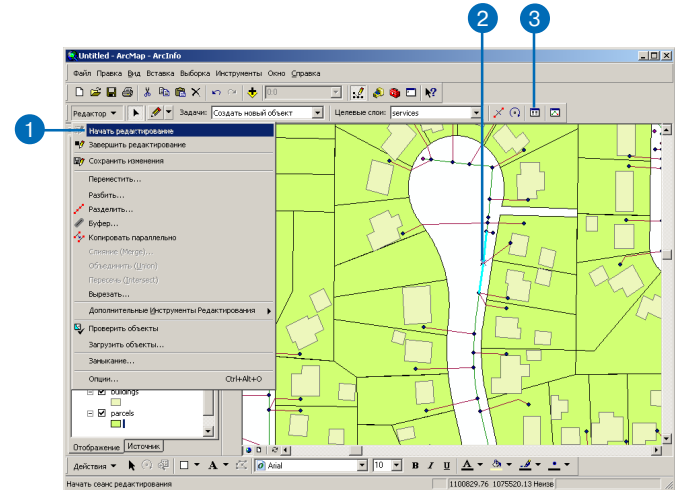 2 3
Untitled - ArcMap - ArcInfo
Файл Правка Вид Вставка Выборка Инструменты Окно Справка
0:0
Редактор Задачи: Создать новый объект Целевые слои: services
1
Начать редактирование
Завершить редактирование
Сохранить изменения
Переместить...
Разбить...
Разделить...
Буфер...
Копировать параллельно
Слияние (Merge)...
Объединить (Union)
Пересечь (Intersect)
Вырезать...
Дополнительные Инструменты Редактирования
Проверить объекты
Загрузить объекты...
Замыкание...
Опции... Ctrl+Alt+O
buildings
parcels
Отображение Источник
Действия A Arial 10 B I U A
Начать сеанс редактирования 1100829.76 1075520.13 Неизв